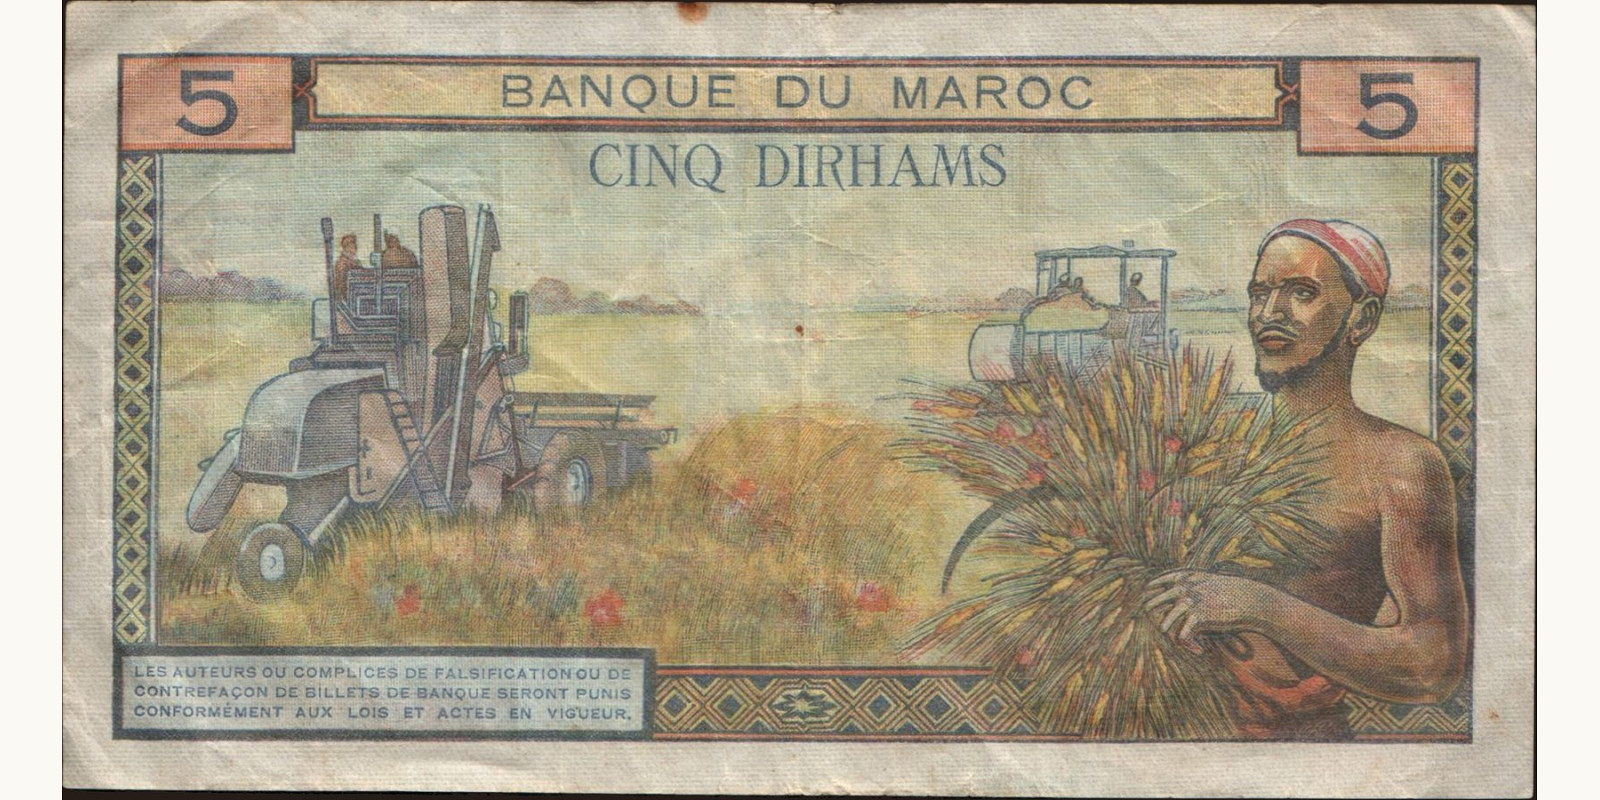 5 BANQUE DU MAROC 5
CINQ DIRHAMS
LES AUTEURS OU COMPLICES DE FALSIFICATION OU DE
CONTREFAÇON DE BILLETS DE BANQUE SERONT PUNIS
CONFORMÉMENT AUX LOIS ET ACTES EN VIGUEUR.